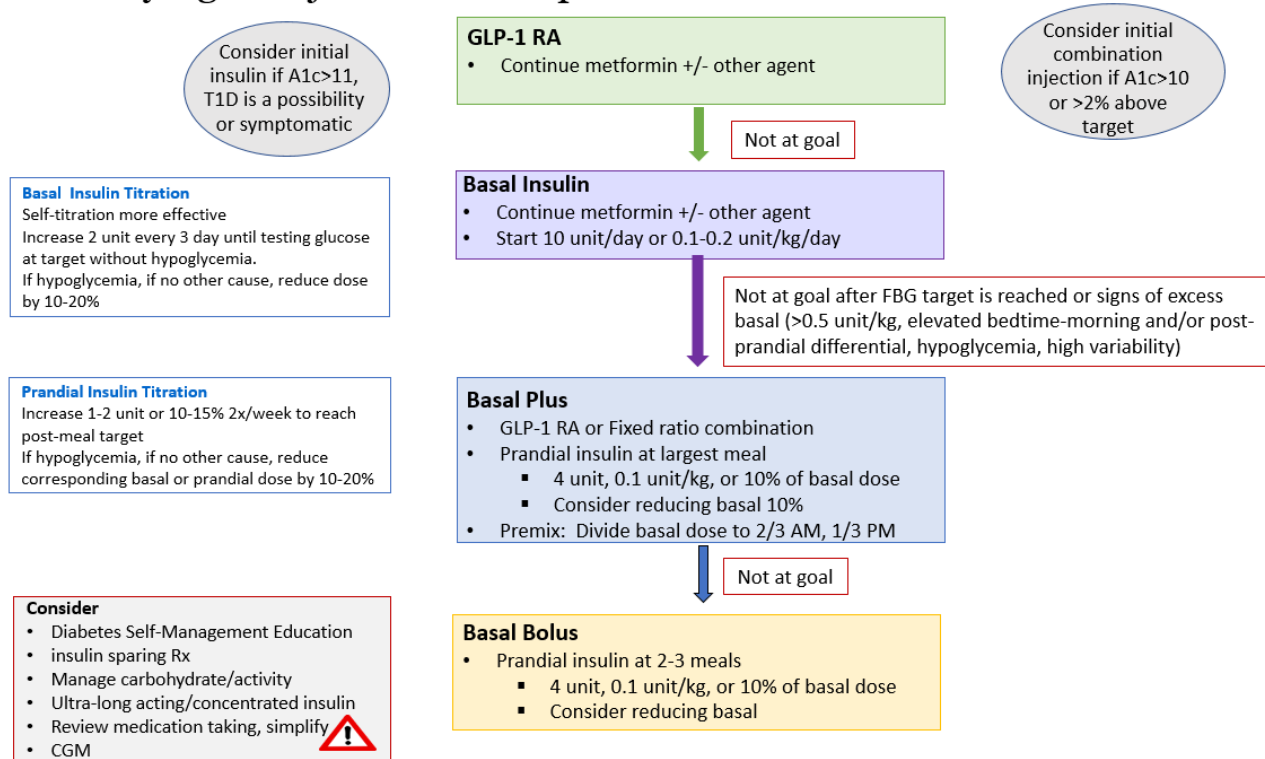 Consider initial
insulin if A1c>11,
T1D is a possibility
or symptomatic
GLP-1 RA
• Continue metformin +/- other agent
Consider initial
combination
injection if A1c>10
or >2% above
target
Not at goal
Basal Insulin Titration
Self-titration more effective
Increase 2 unit every 3 day until testing glucose
at target without hypoglycemia.
If hypoglycemia, if no other cause, reduce dose
by 10-20%
Basal Insulin
• Continue metformin +/- other agent
• Start 10 unit/day or 0.1-0.2 unit/kg/day
Not at goal after FBG target is reached or signs of excess
basal (>0.5 unit/kg, elevated bedtime-morning and/or post-
prandial differential, hypoglycemia, high variability)
Prandial Insulin Titration
Increase 1-2 unit or 10-15% 2x/week to reach
post-meal target
If hypoglycemia, if no other cause, reduce
corresponding basal or prandial dose by 10-20%
Basal Plus
• GLP-1 RA or Fixed ratio combination
• Prandial insulin at largest meal
▪ 4 unit, 0.1 unit/kg, or 10% of basal dose
▪ Consider reducing basal 10%
• Premix: Divide basal dose to 2/3 AM, 1/3 PM
Not at goal
Consider
• Diabetes Self-Management Education
• insulin sparing Rx
• Manage carbohydrate/activity
• Ultra-long acting/concentrated insulin
• Review medication taking, simplify
• CGM
Basal Bolus
• Prandial insulin at 2-3 meals
▪ 4 unit, 0.1 unit/kg, or 10% of basal dose
▪ Consider reducing basal